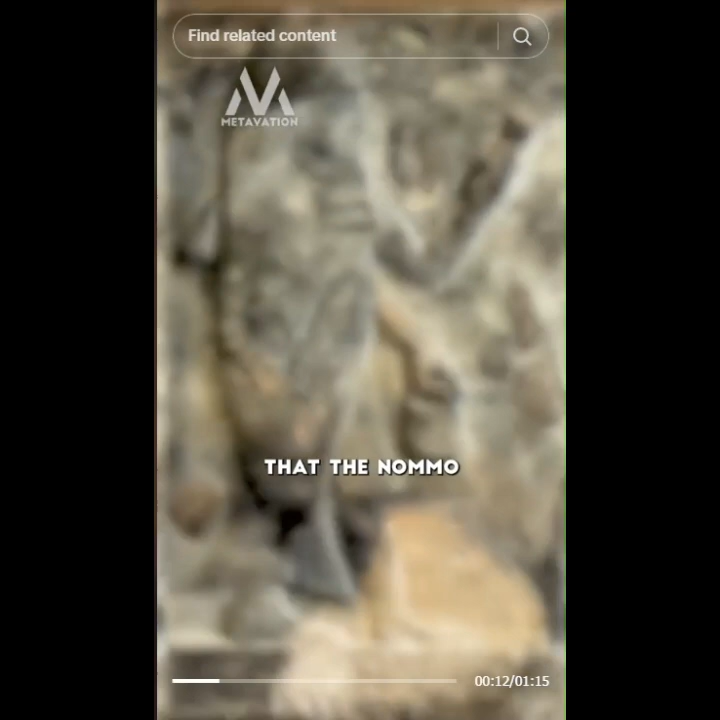 Find related content
METAVATION
THAT THE NOMMO
00:12/01:15